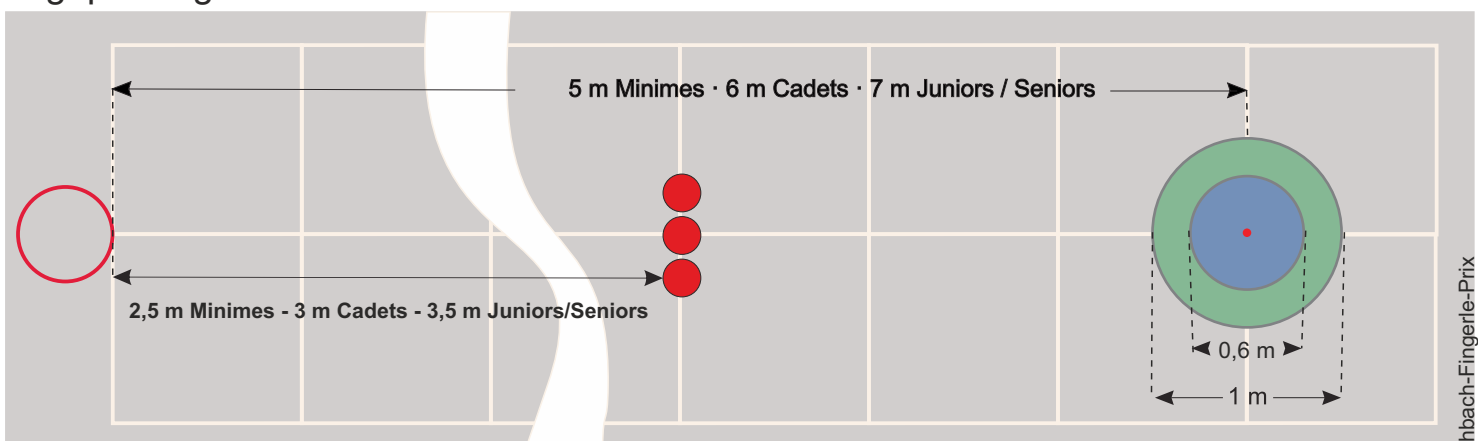 5 m Minimes · 6 m Cadets · 7 m Juniors / Seniors
2,5 m Minimes - 3 m Cadets - 3,5 m Juniors/Seniors
0,6 m
1 m
hbach-Fingerle-Prix